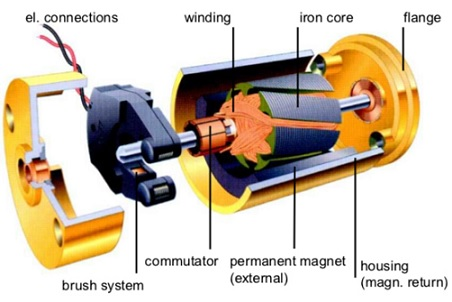 el. connections
winding
iron core
flange
commutator
permanent magnet
(external)
housing
(magn. return)
brush system